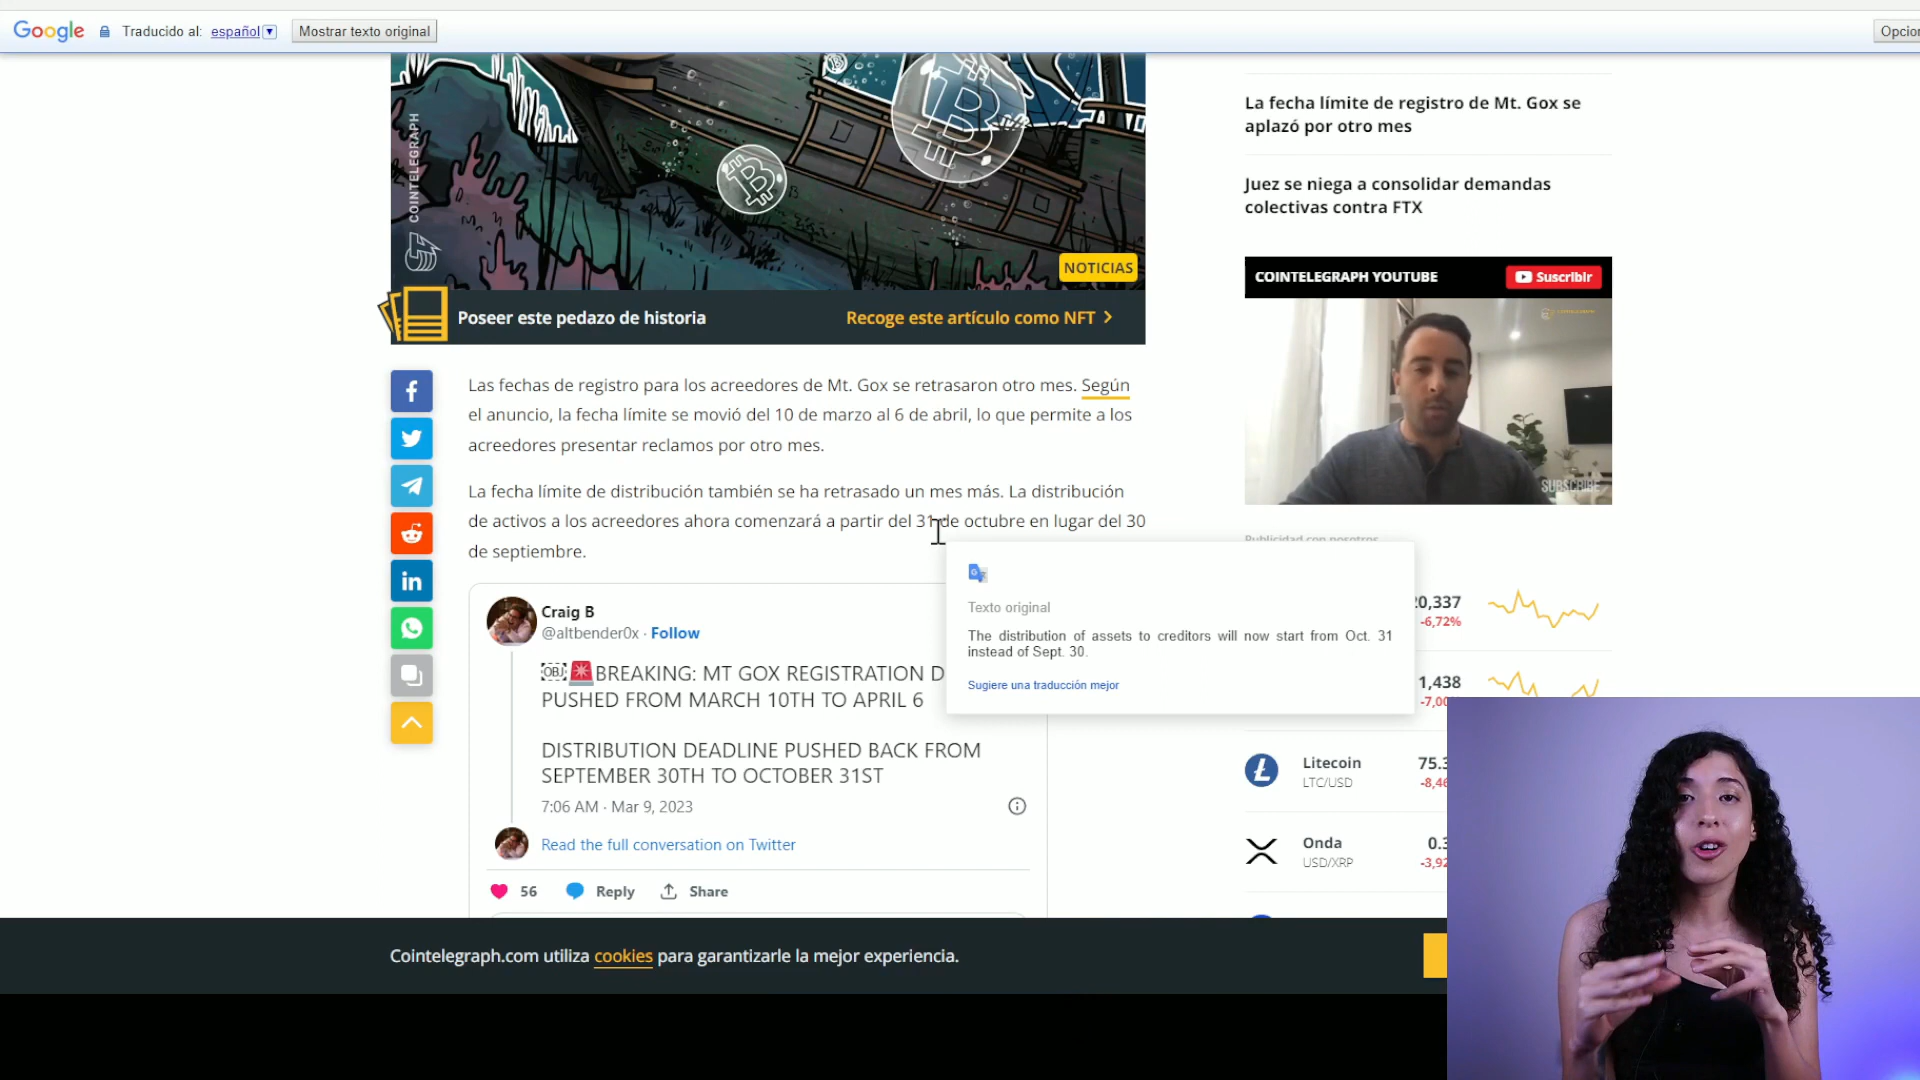 Google
Traducido al: español
Mostrar texto original
COINTELEGRAPH
NOTICIAS
Poseer este pedazo de historia
Recoge este artículo como NFT
Las fechas de registro para los acreedores de Mt. Gox se retrasaron otro mes. Según
el anuncio, la fecha límite se movió del 10 de marzo al 6 de abril, lo que permite a los
acreedores presentar reclamos por otro mes.
La fecha límite de distribución también se ha retrasado un mes más. La distribución
de activos a los acreedores ahora comenzará a partir del 31 de octubre en lugar del 30
de septiembre.
Craig B
@altbender0x · Follow
OBJ 🚨BREAKING: MT GOX REGISTRATION
PUSHED FROM MARCH 10TH TO APRIL 6
DISTRIBUTION DEADLINE PUSHED BACK FROM
SEPTEMBER 30TH TO OCTOBER 31ST
7:06 AM · Mar 9, 2023
Read the full conversation on Twitter
56 Reply Share
Texto original
The distribution of assets to creditors will now start from Oct. 31
instead of Sept. 30.
Sugiere una traducción mejor
La fecha límite de registro de Mt. Gox se
aplazó por otro mes
Juez se niega a consolidar demandas
colectivas contra FTX
COINTELEGRAPH YOUTUBE
Suscribir
SUBSCRIBE
Publicidad con nosotros
-6,72%
1,438
Litecoin
LTC/USD
Onda
USD/XRP
Cointelegraph.com utiliza cookies para garantizarle la mejor experiencia.